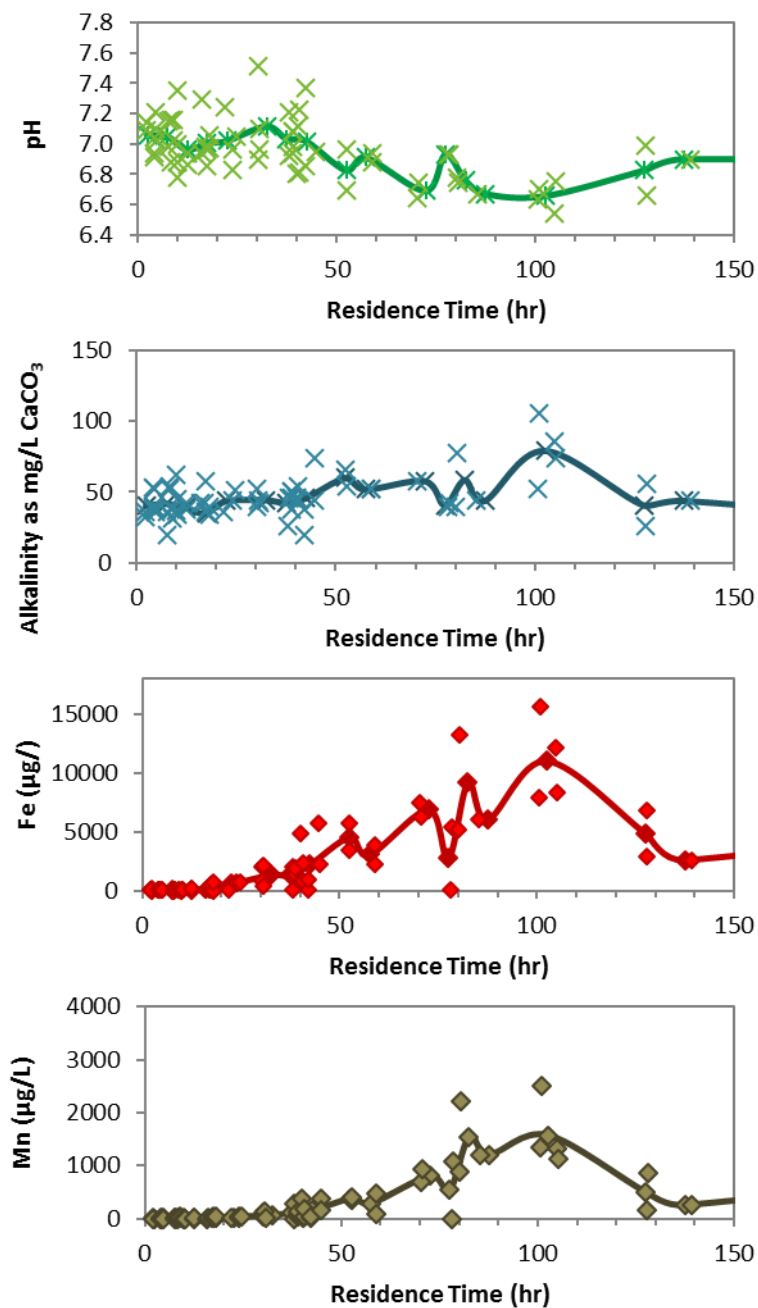 7.8
7.6
7.4
7.2
7.0
6.8
6.6
6.4
pH
0 50 100 150
Residence Time (hr)
150
100
50
0
Alkalinity as mg/L CaCO₃
0 50 100 150
Residence Time (hr)
15000
10000
5000
0
Fe (µg/)
0 50 100 150
Residence Time (hr)
4000
3000
2000
1000
0
Mn (µg/L)
0 50 100 150
Residence Time (hr)